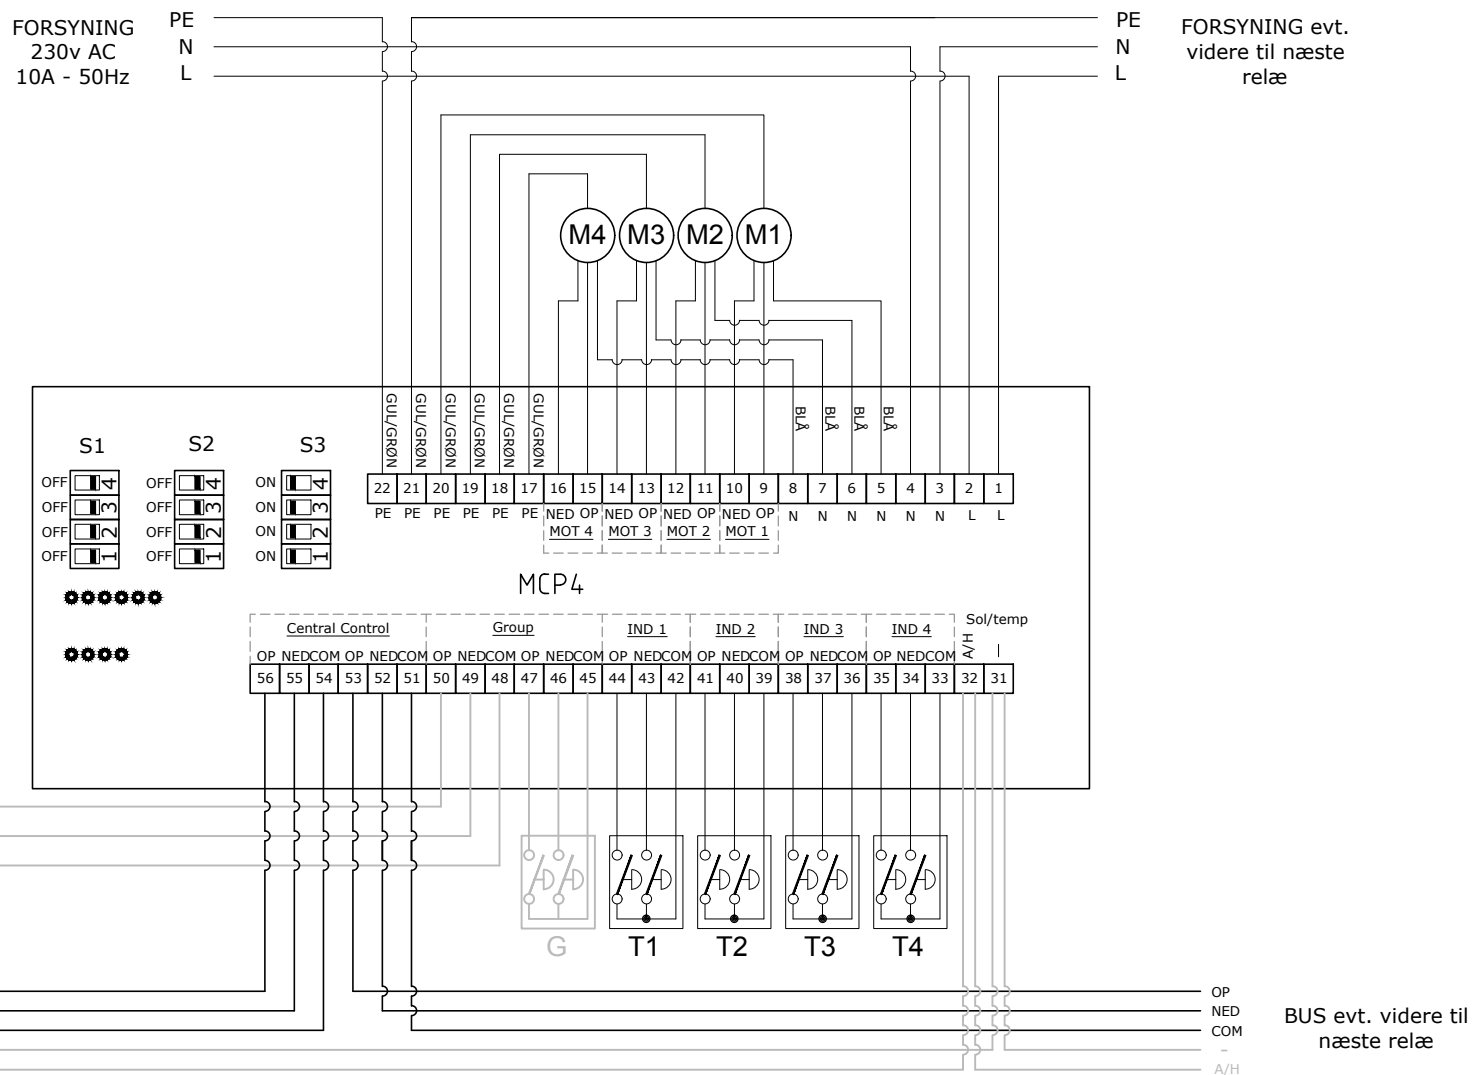 FORSYNING
230v AC
10A - 50Hz
PE
N
L
PE
N
L
FORSYNING evt.
videre til næste
relæ
M4 M3 M2 M1
GUL/GRØN GUL/GRØN GUL/GRØN GUL/GRØN GUL/GRØN GUL/GRØN BLÅ BLÅ BLÅ BLÅ
S1 S2 S3
OFF 4 OFF 4 ON 4
OFF 3 OFF 3 ON 3
OFF 2 OFF 2 ON 2
OFF 1 OFF 1 ON 1
22 21 20 19 18 17 16 15 14 13 12 11 10 9 8 7 6 5 4 3 2 1
PE PE PE PE PE PE NED OP NED OP NED OP NED OP N N N N N N L L
MOT 4 MOT 3 MOT 2 MOT 1
MCP4
Central Control Group IND 1 IND 2 IND 3 IND 4 Sol/temp
OP NED COM OP NED COM OP NED COM OP NED COM OP NED COM OP NED COM OP NED COM OP NED COM A/H —
56 55 54 53 52 51 50 49 48 47 46 45 44 43 42 41 40 39 38 37 36 35 34 33 32 31
G T1 T2 T3 T4
OP
NED
COM
-
A/H
BUS evt. videre til
næste relæ